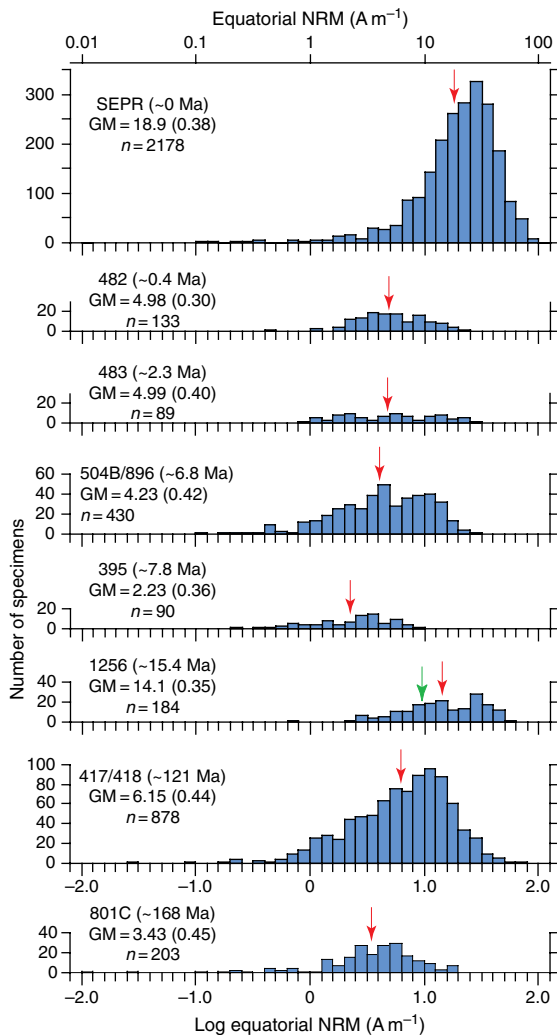 Equatorial NRM (A m⁻¹)
0.01 0.1 1 10 100
300
200
100
0
SEPR (~0 Ma)
GM = 18.9 (0.38)
n = 2178
482 (~0.4 Ma)
GM = 4.98 (0.30)
n = 133
20
0
483 (~2.3 Ma)
GM = 4.99 (0.40)
n = 89
20
0
504B/896 (~6.8 Ma)
GM = 4.23 (0.42)
n = 430
60
40
20
0
395 (~7.8 Ma)
GM = 2.23 (0.36)
n = 90
20
0
1256 (~15.4 Ma)
GM = 14.1 (0.35)
n = 184
40
20
0
417/418 (~121 Ma)
GM = 6.15 (0.44)
n = 878
100
80
60
40
20
0
−2.0 0 1.0 2.0
801C (~168 Ma)
GM = 3.43 (0.45)
n = 203
40
20
0
−2.0 −1.0 0 1.0 2.0
Log equatorial NRM (A m⁻¹)
Number of specimens